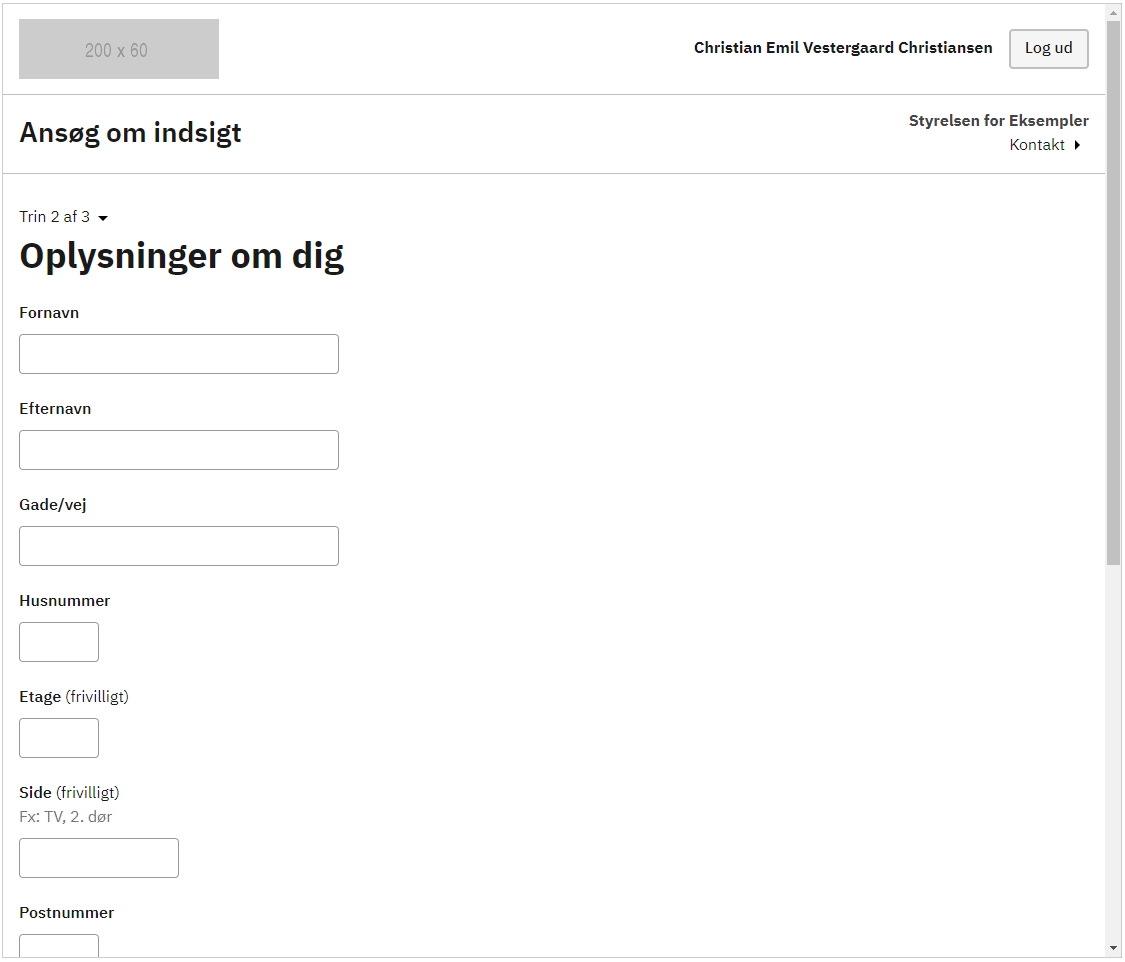 200 x 60
Christian Emil Vestergaard Christiansen
Log ud
Ansøg om indsigt
Styrelsen for Eksempler
Kontakt
Trin 2 af 3
Oplysninger om dig
Fornavn
Efternavn
Gade/vej
Husnummer
Etage (frivilligt)
Side (frivilligt)
Fx: TV, 2. dør
Postnummer